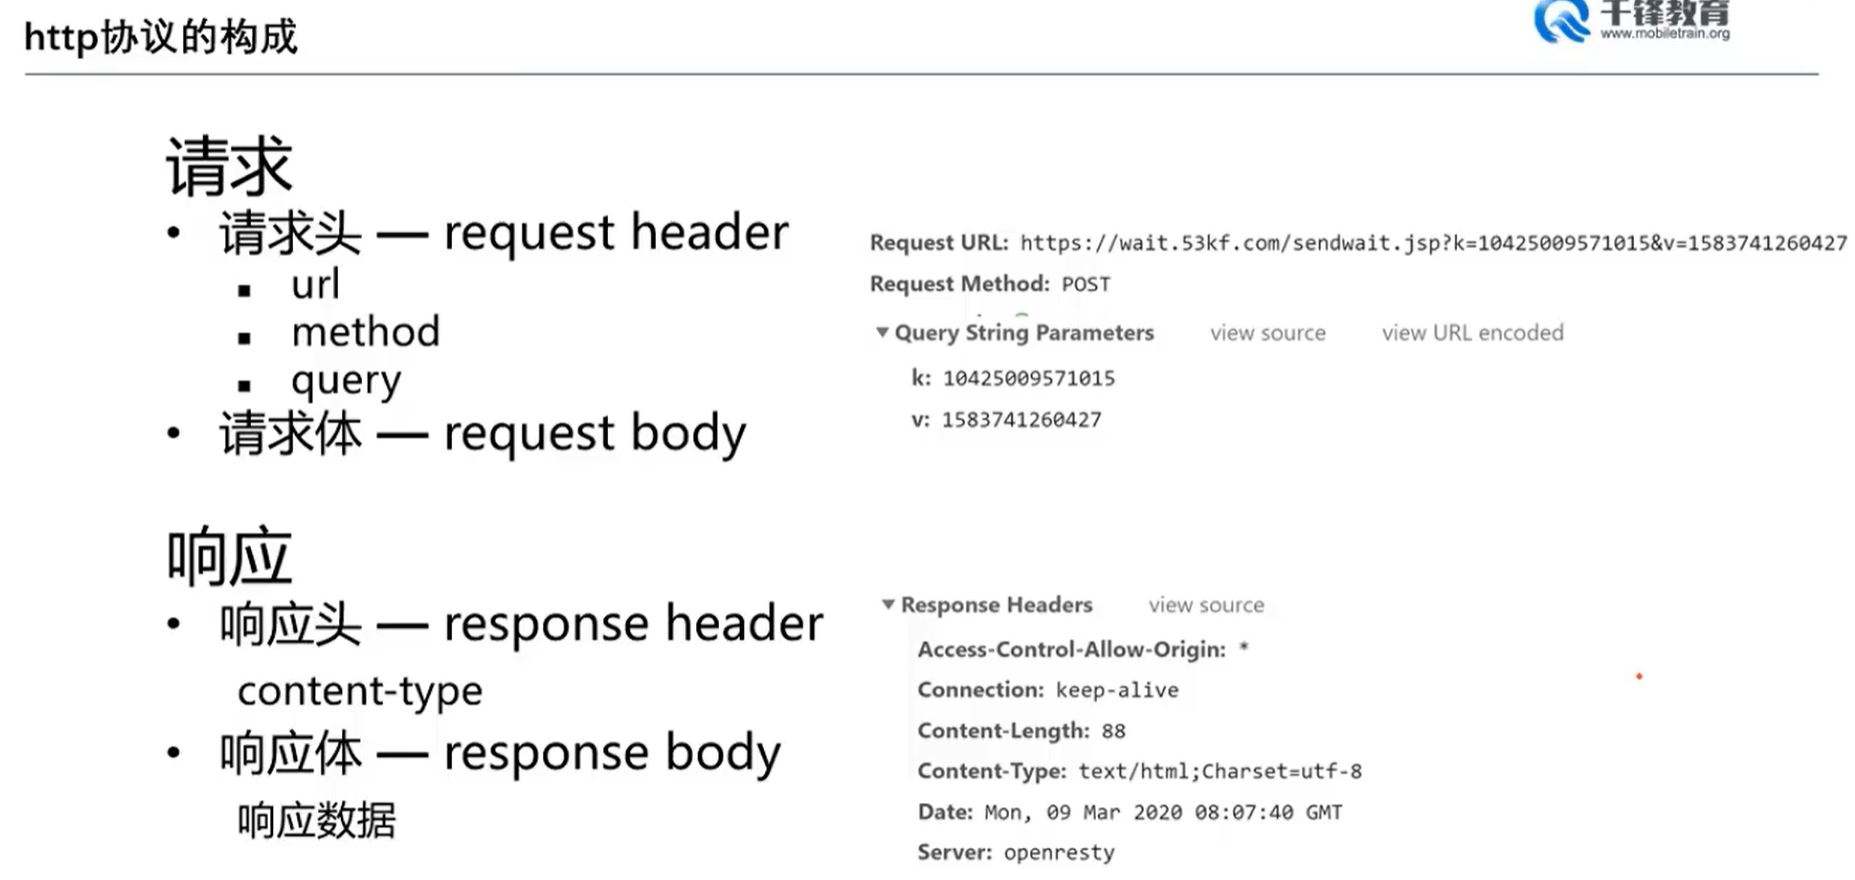 http协议的构成
千锋教育
www.mobiletrain.org
请求
• 请求头 — request header
▪ url
▪ method
▪ query
• 请求体 — request body
Request URL: https://wait.53kf.com/sendwait.jsp?k=10425009571015&v=1583741260427
Request Method: POST
▼ Query String Parameters view source view URL encoded
k: 10425009571015
v: 1583741260427
响应
• 响应头 — response header
content-type
• 响应体 — response body
响应数据
▼ Response Headers view source
Access-Control-Allow-Origin: *
Connection: keep-alive
Content-Length: 88
Content-Type: text/html;Charset=utf-8
Date: Mon, 09 Mar 2020 08:07:40 GMT
Server: openresty